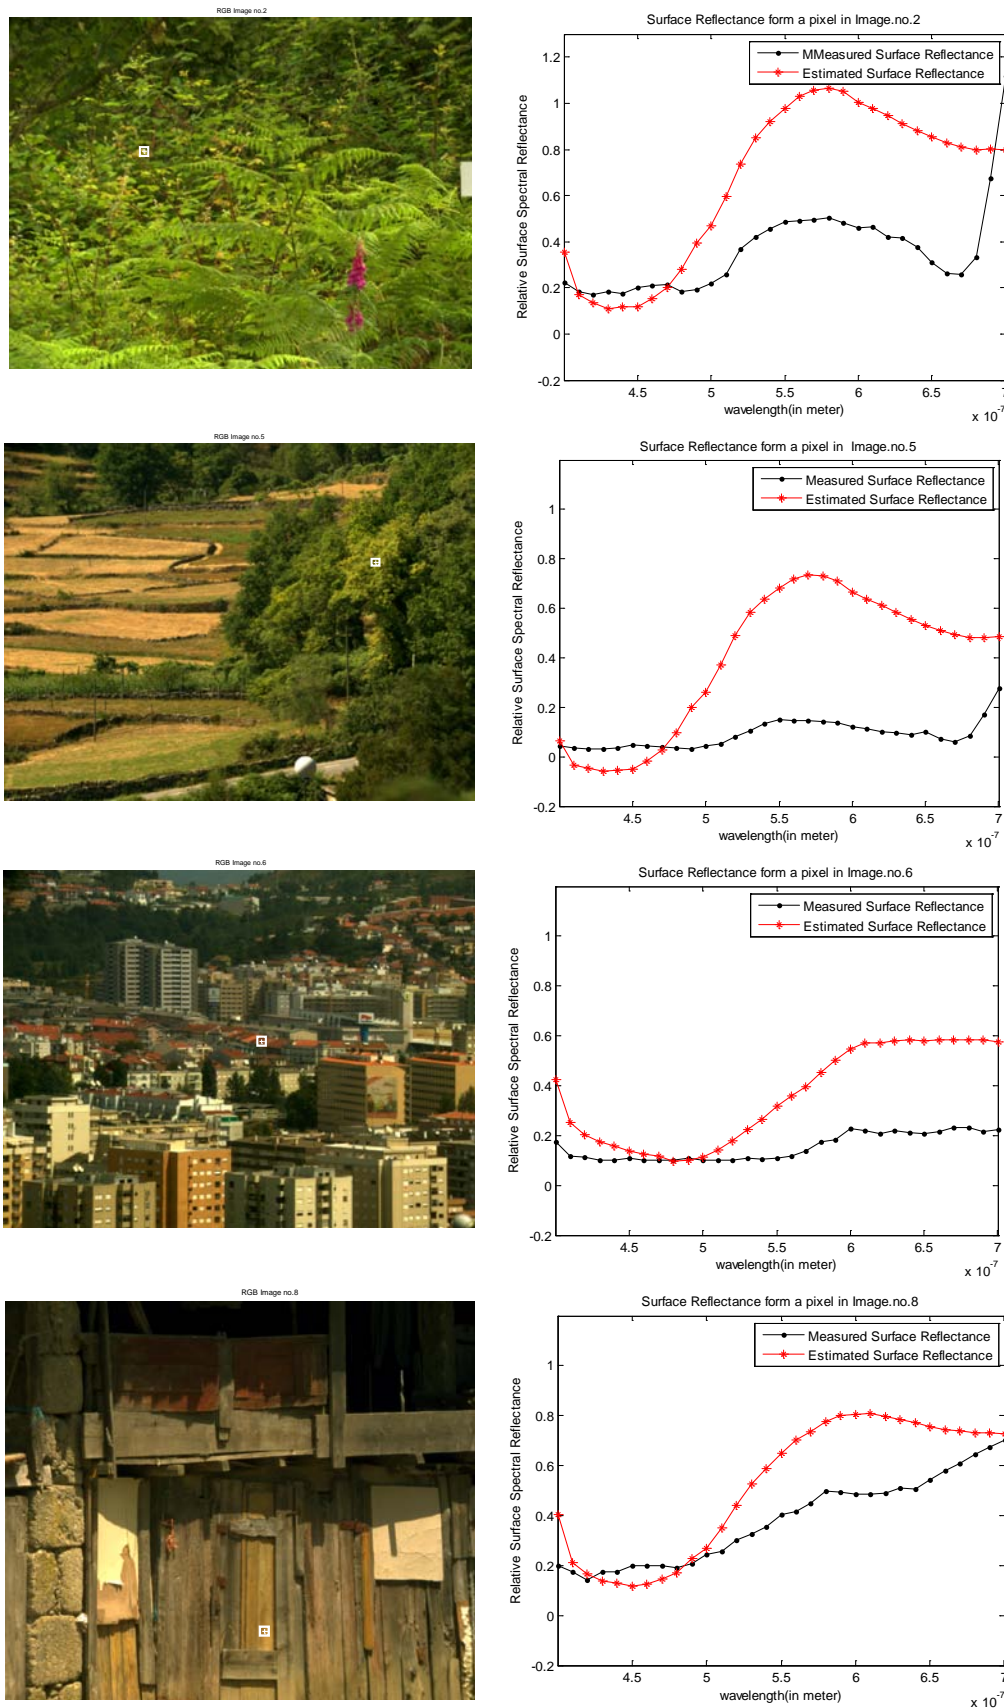 RGB Image no.2
Surface Reflectance form a pixel in Image.no.2
MMeasured Surface Reflectance
Estimated Surface Reflectance
Relative Surface Spectral Reflectance
1.2
1
0.8
0.6
0.4
0.2
0
-0.2
4.5 5 5.5 6 6.5 7
wavelength(in meter)
x 10^-7
RGB Image no.5
Surface Reflectance form a pixel in Image.no.5
Measured Surface Reflectance
Estimated Surface Reflectance
Relative Surface Spectral Reflectance
1
0.8
0.6
0.4
0.2
0
-0.2
4.5 5 5.5 6 6.5 7
wavelength(in meter)
x 10^-7
RGB Image no.6
Surface Reflectance form a pixel in Image.no.6
Measured Surface Reflectance
Estimated Surface Reflectance
Relative Surface Spectral Reflectance
1
0.8
0.6
0.4
0.2
0
-0.2
4.5 5 5.5 6 6.5 7
wavelength(in meter)
x 10^-7
RGB Image no.8
Surface Reflectance form a pixel in Image.no.8
Measured Surface Reflectance
Estimated Surface Reflectance
Relative Surface Spectral Reflectance
1
0.8
0.6
0.4
0.2
0
-0.2
4.5 5 5.5 6 6.5 7
wavelength(in meter)
x 10^-7